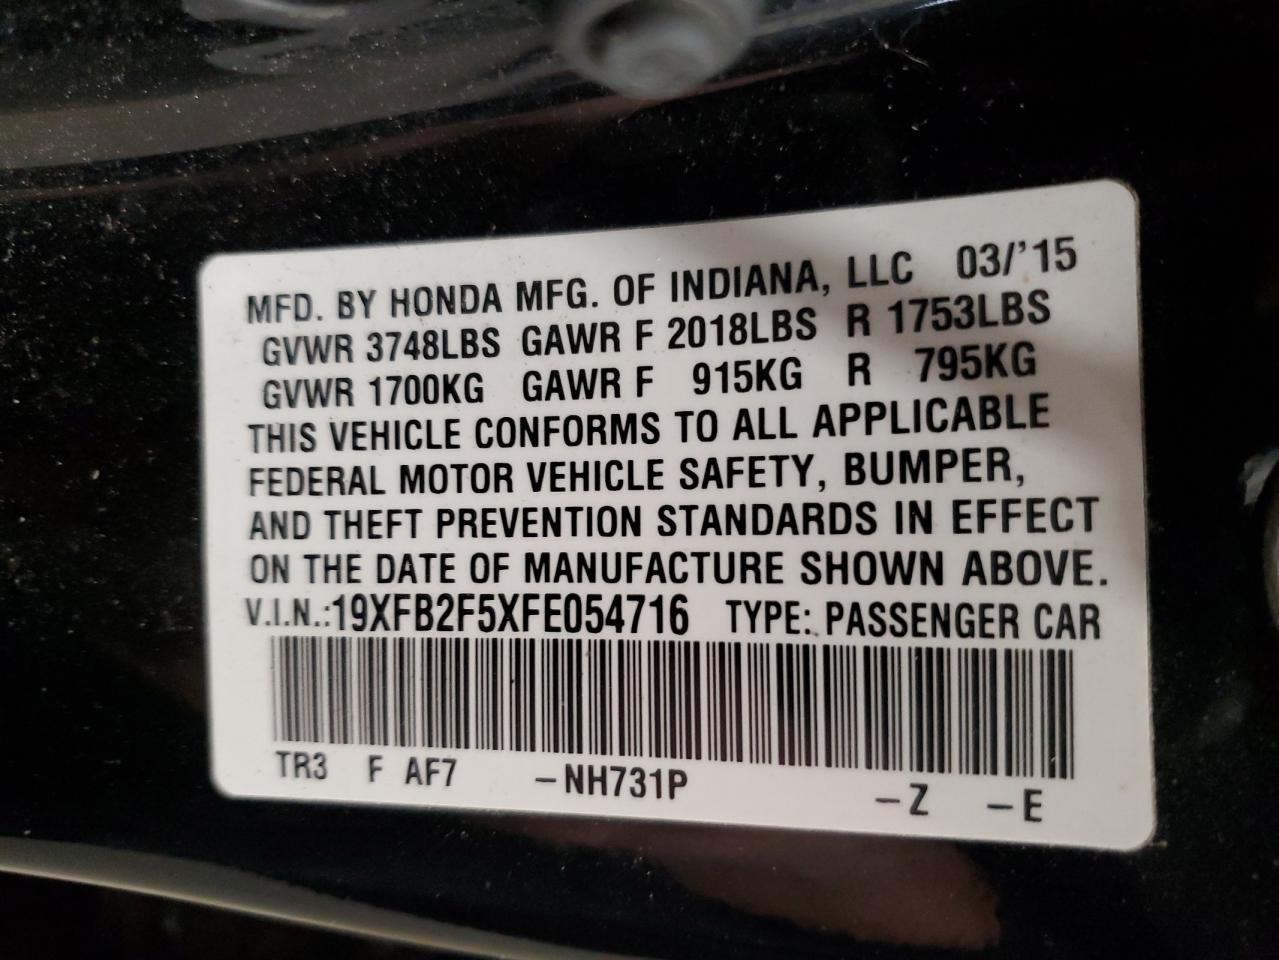 MFD. BY HONDA MFG. OF INDIANA, LLC 03/'15
GVWR 3748LBS GAWR F 2018LBS R 1753LBS
GVWR 1700KG GAWR F 915KG R 795KG
THIS VEHICLE CONFORMS TO ALL APPLICABLE
FEDERAL MOTOR VEHICLE SAFETY, BUMPER,
AND THEFT PREVENTION STANDARDS IN EFFECT
ON THE DATE OF MANUFACTURE SHOWN ABOVE.
V.I.N.:19XFB2F5XFE054716 TYPE: PASSENGER CAR
TR3 F AF7 –NH731P –Z –E